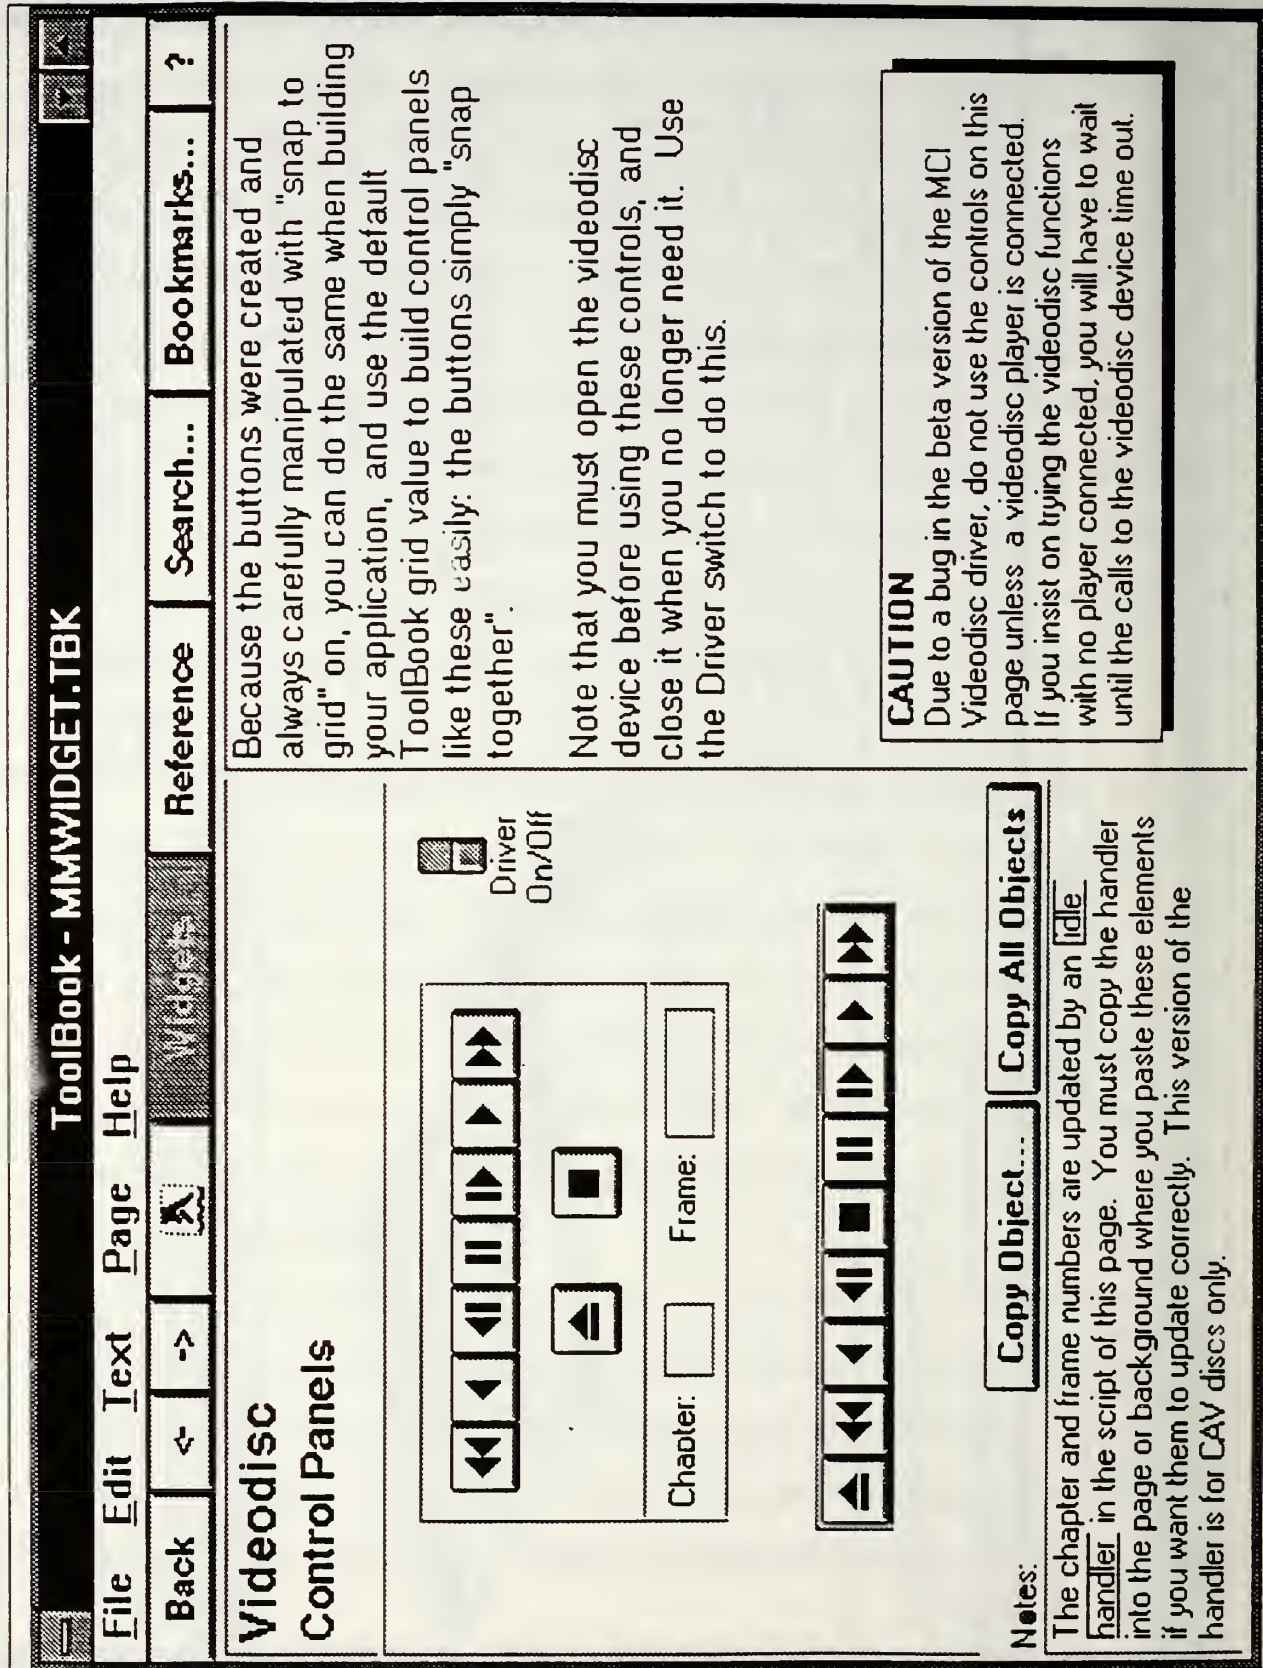 ToolBook - MMWIDGET.TBK
File Edit Text Page Help
Back <- -> Widgets Reference Search... Bookmarks... ?
Videodisc
Control Panels
Driver
On/Off
Chapter: Frame:
Copy Object... Copy All Objects
Notes:
The chapter and frame numbers are updated by an idle
handler in the script of this page. You must copy the handler
into the page or background where you paste these elements
if you want them to update correctly. This version of the
handler is for CAV discs only.
Because the buttons were created and
always carefully manipulated with "snap to
grid" on, you can do the same when building
your application, and use the default
ToolBook grid value to build control panels
like these easily: the buttons simply "snap
together".
Note that you must open the videodisc
device before using these controls, and
close it when you no longer need it. Use
the Driver switch to do this.
CAUTION
Due to a bug in the beta version of the MCI
Videodisc driver, do not use the controls on this
page unless a videodisc player is connected.
If you insist on trying the videodisc functions
with no player connected, you will have to wait
until the calls to the videodisc device time out.